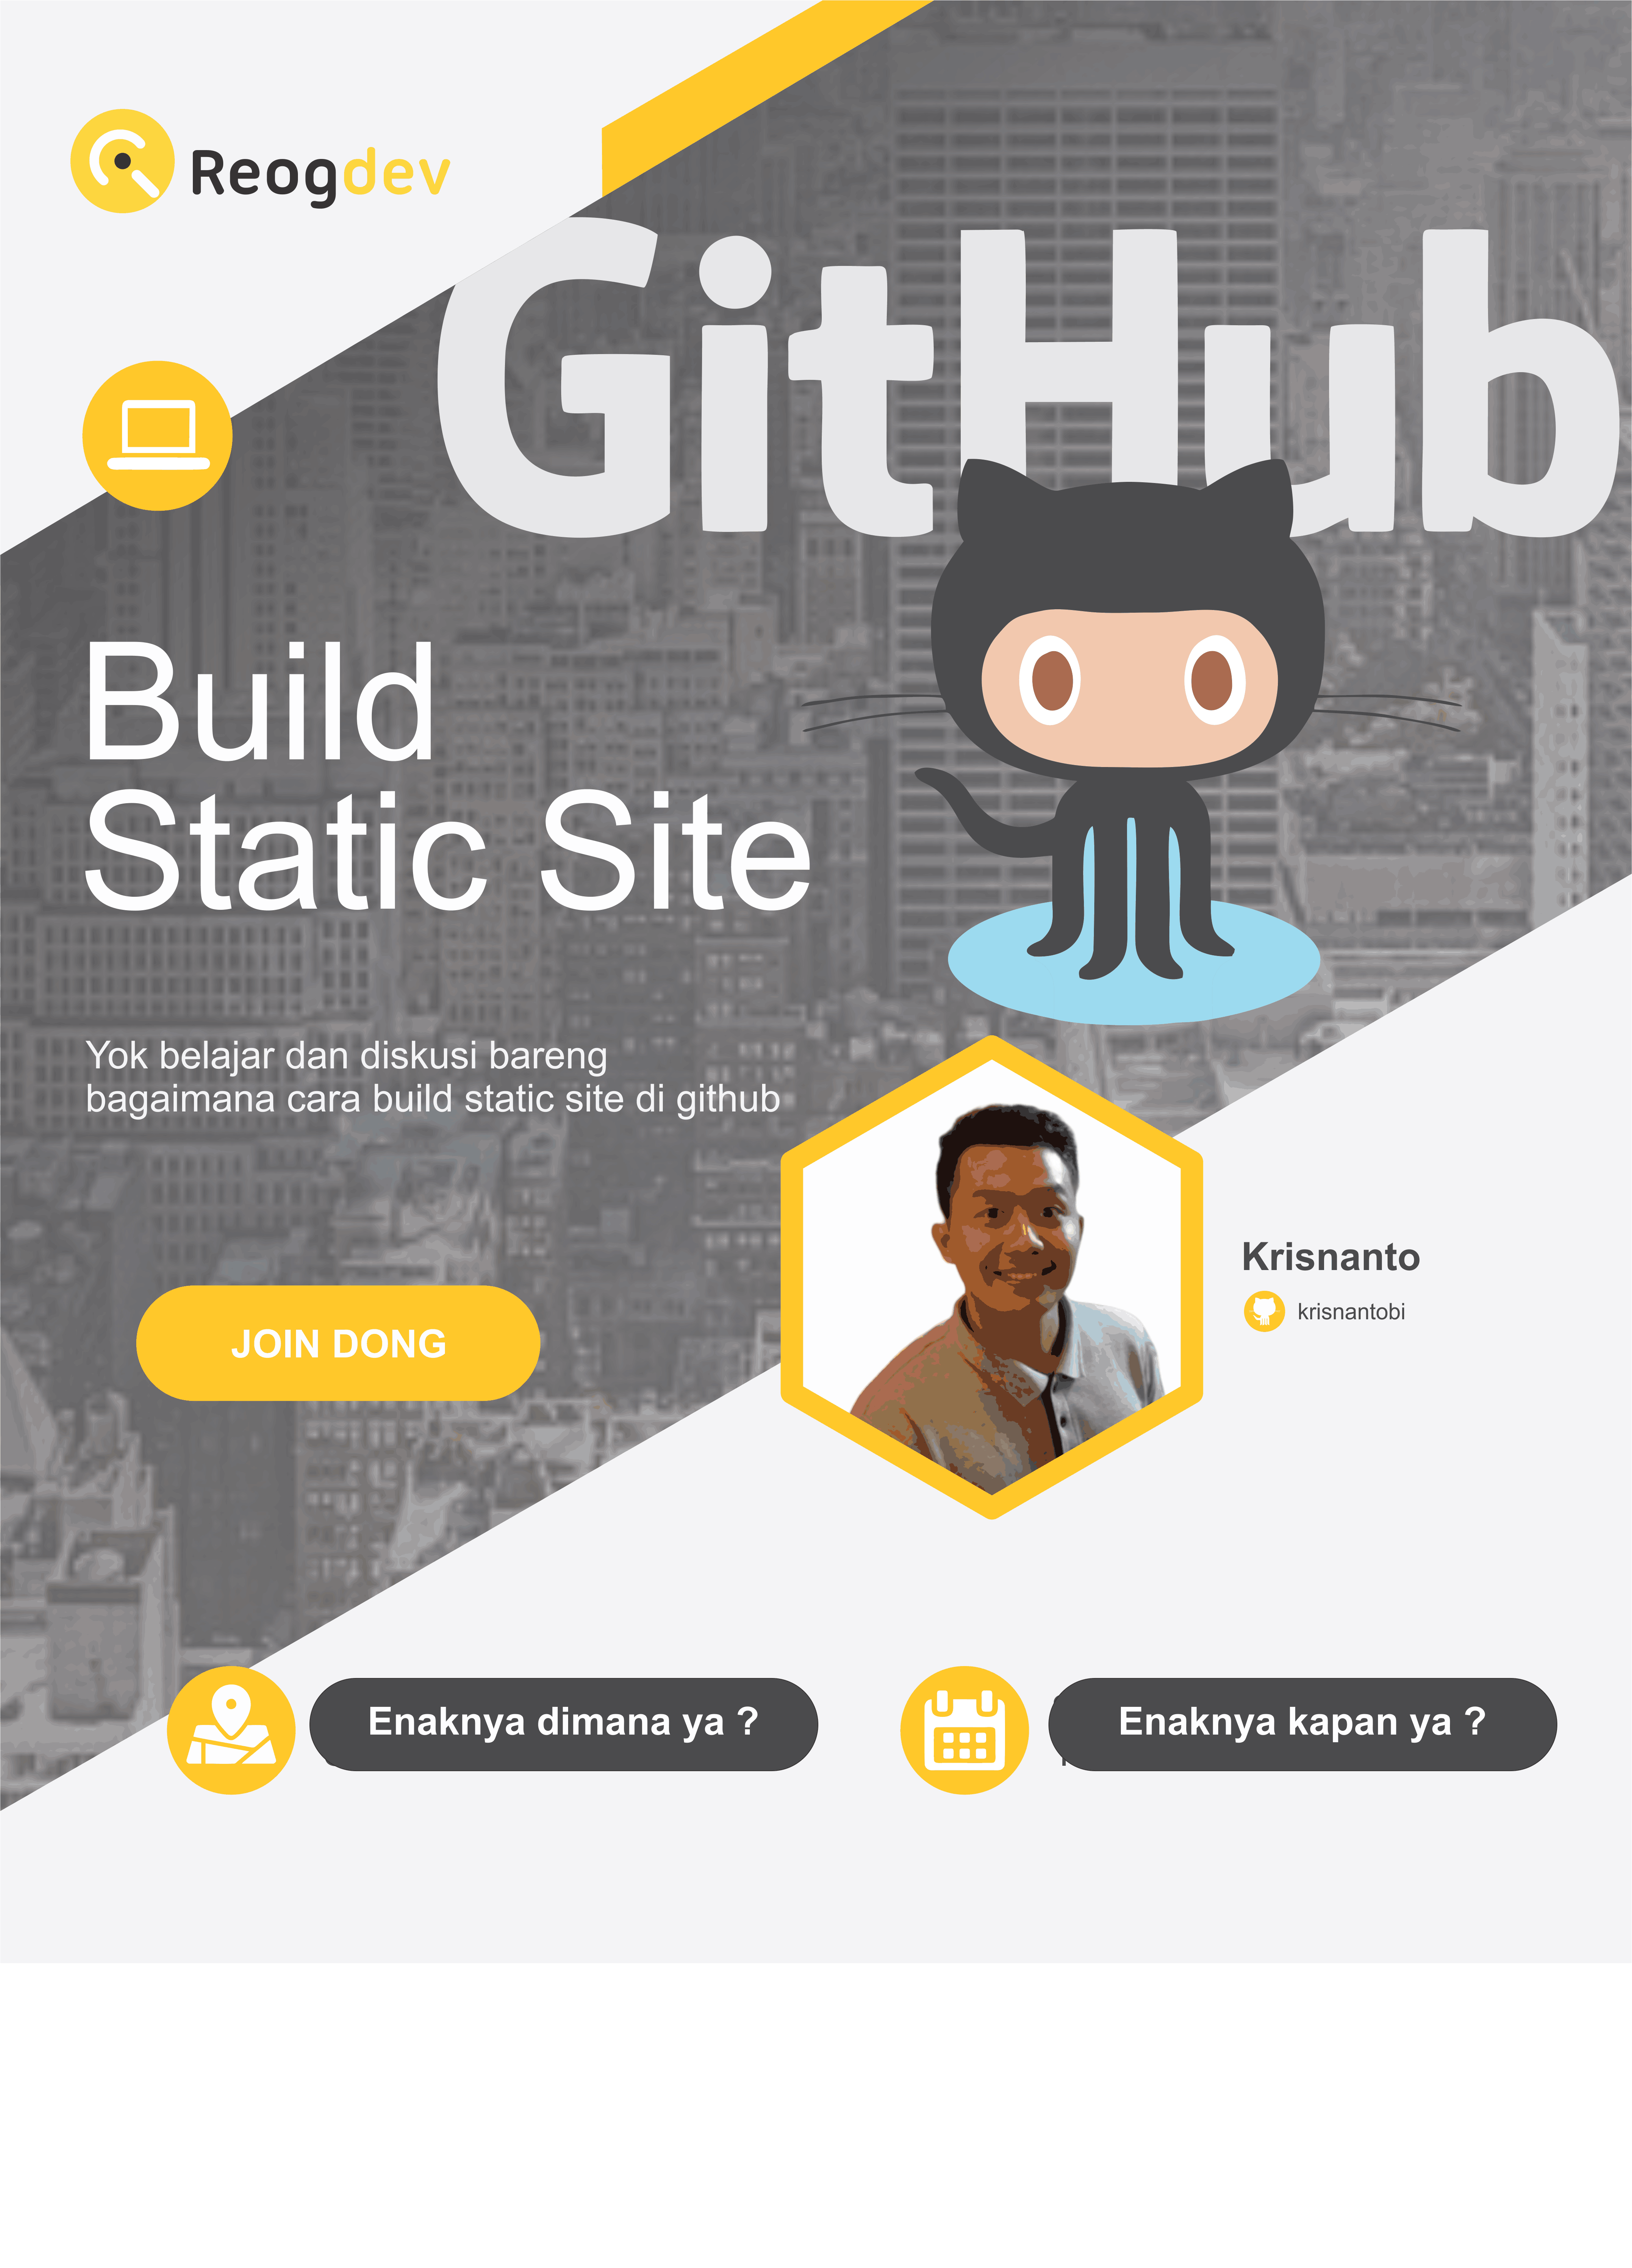 Reogdev
GitHub
Build
Static Site
Yok belajar dan diskusi bareng
bagaimana cara build static site di github
JOIN DONG
Krisnanto
krisnantobi
Enaknya dimana ya ?
Enaknya kapan ya ?